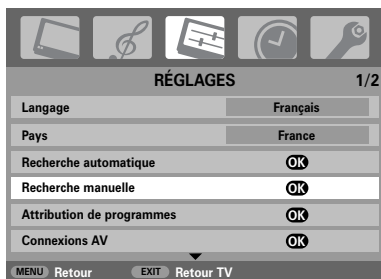 RÉGLAGES 1/2
Langage Français
Pays France
Recherche automatique OK
Recherche manuelle OK
Attribution de programmes OK
Connexions AV OK
MENU Retour EXIT Retour TV